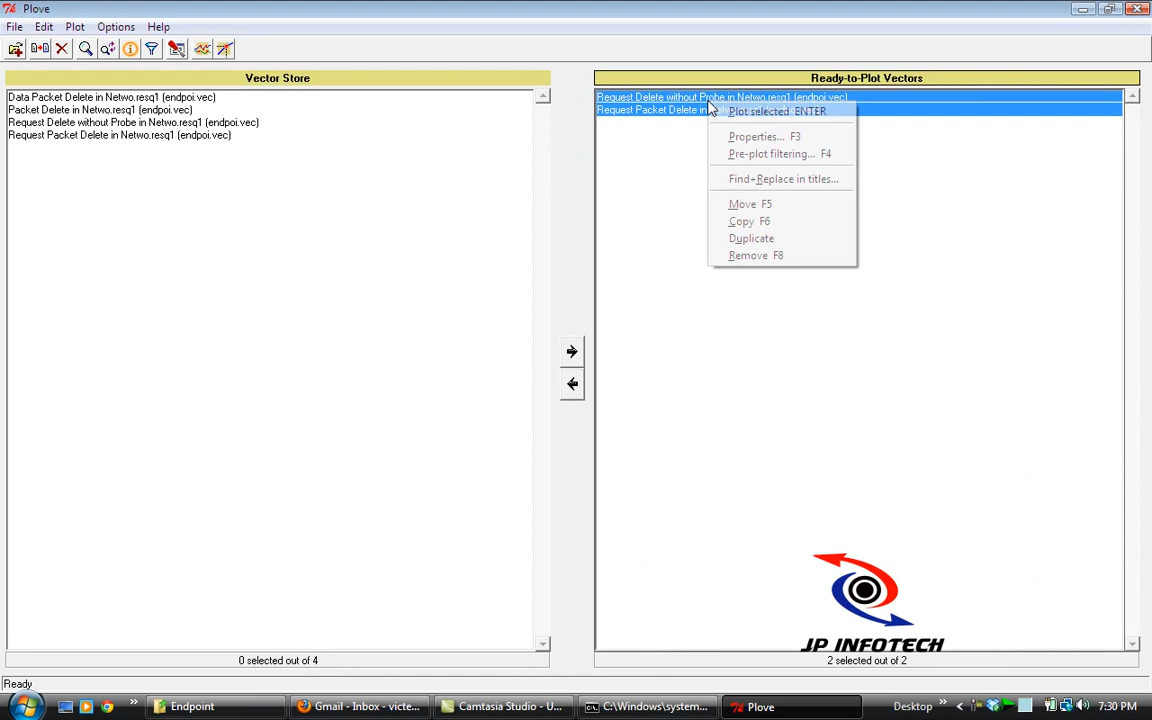 Plove
File Edit Plot Options Help
Vector Store
Ready-to-Plot Vectors
Data Packet Delete in Netwo.resq1 (endpoi.vec)
Packet Delete in Netwo.resq1 (endpoi.vec)
Request Delete without Probe in Netwo.resq1 (endpoi.vec)
Request Packet Delete in Netwo.resq1 (endpoi.vec)
Request Delete without Probe in Netwo.resq1 (endpoi.vec)
Request Packet Delete in
Plot selected ENTER
Properties... F3
Pre-plot filtering... F4
Find+Replace in titles...
Move F5
Copy F6
Duplicate
Remove F8
JP INFOTECH
0 selected out of 4
2 selected out of 2
Ready
Endpoint
Gmail - Inbox - victe...
Camtasia Studio - U...
C:\Windows\system...
Plove
Desktop
7:30 PM